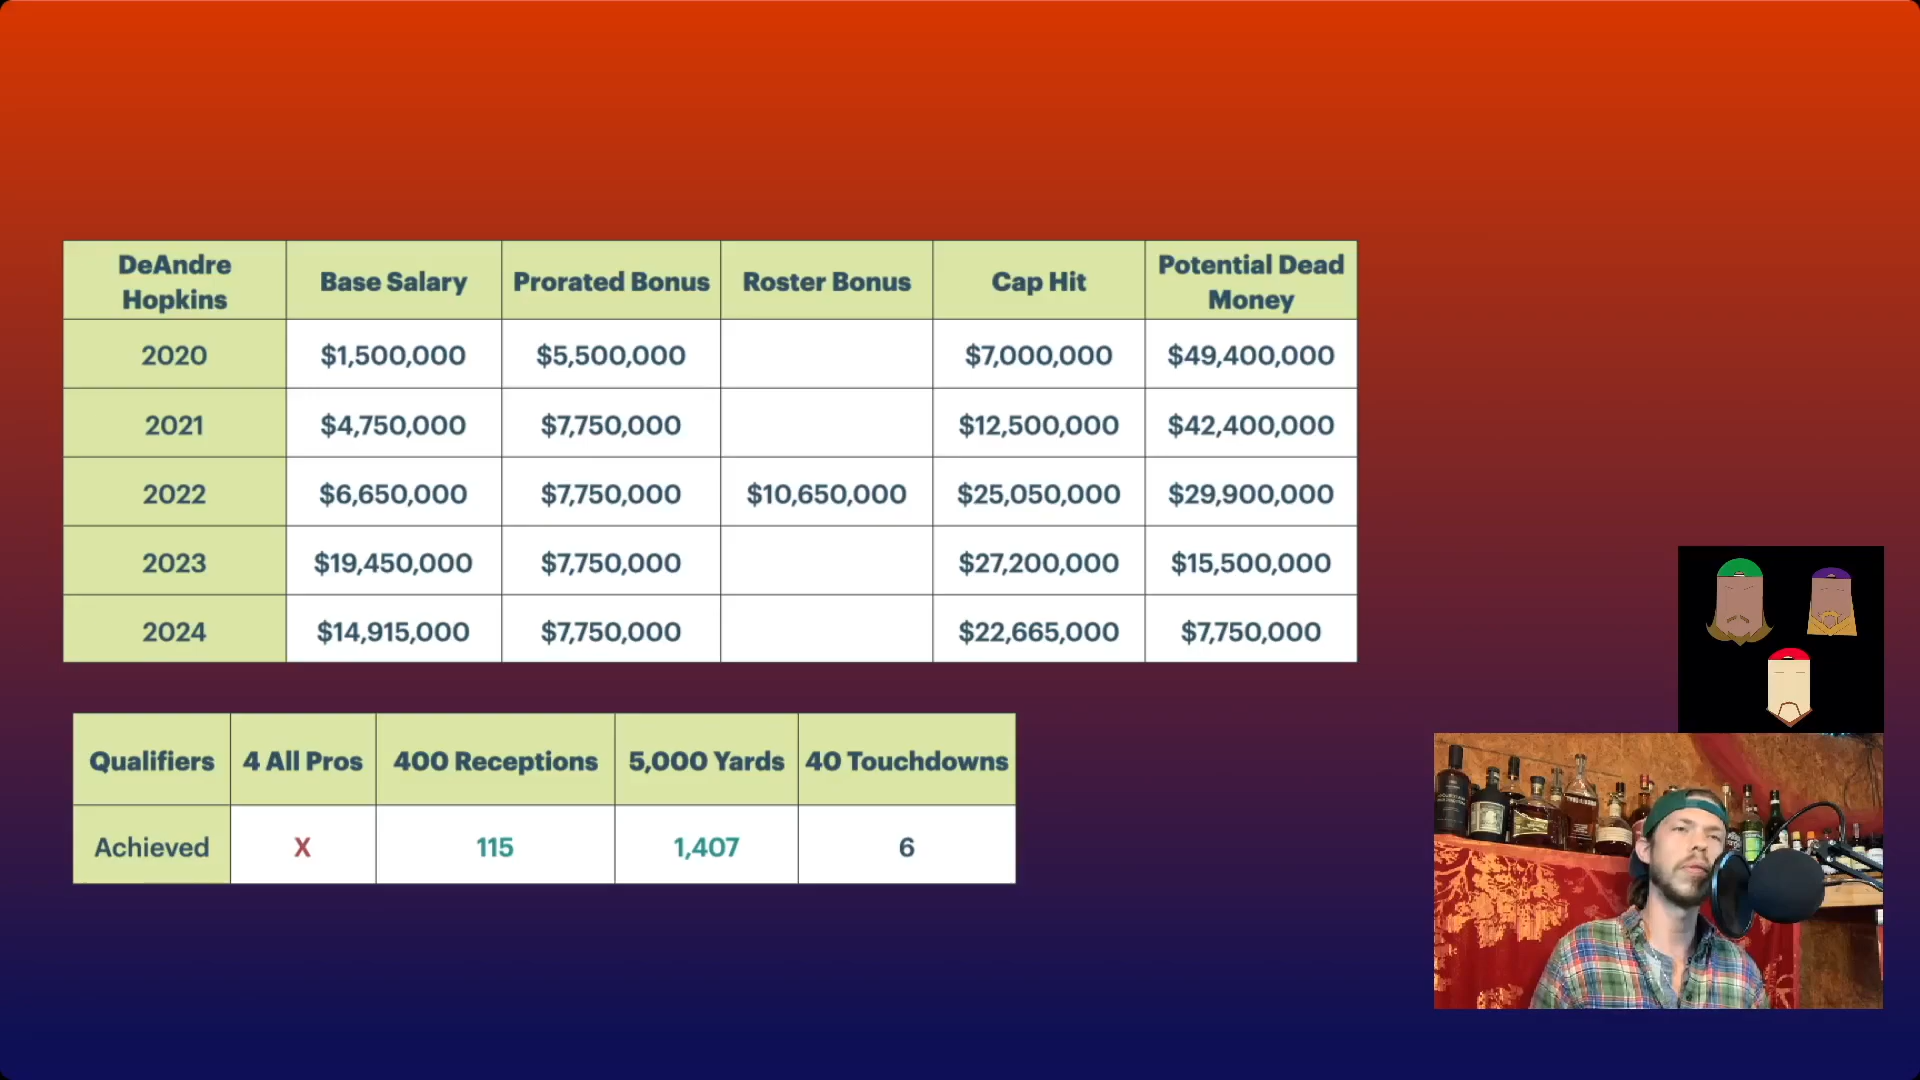 DeAndre Hopkins Base Salary Prorated Bonus Roster Bonus Cap Hit Potential Dead Money
2020 $1,500,000 $5,500,000 $7,000,000 $49,400,000
2021 $4,750,000 $7,750,000 $12,500,000 $42,400,000
2022 $6,650,000 $7,750,000 $10,650,000 $25,050,000 $29,900,000
2023 $19,450,000 $7,750,000 $27,200,000 $15,500,000
2024 $14,915,000 $7,750,000 $22,665,000 $7,750,000
Qualifiers 4 All Pros 400 Receptions 5,000 Yards 40 Touchdowns
Achieved X 115 1,407 6